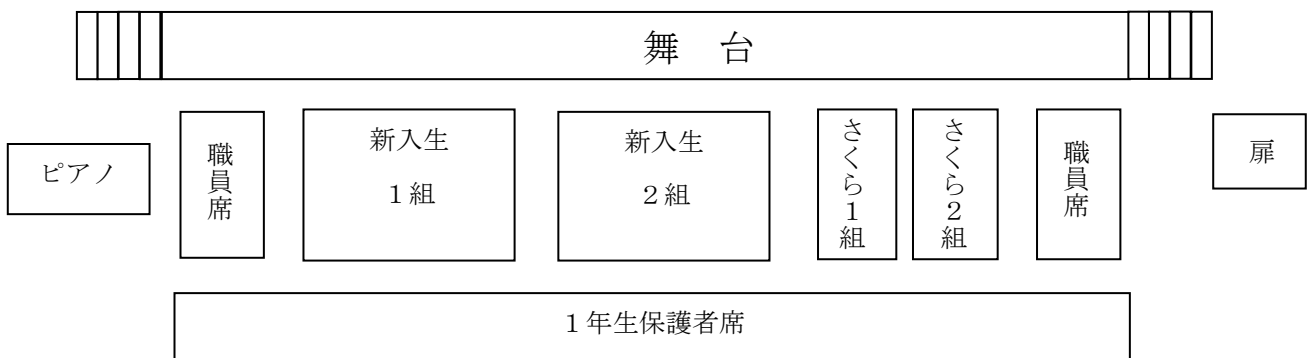 舞　台
ピアノ
職員席
新入生
１組
新入生
２組
さくら１組
さくら２組
職員席
扉
１年生保護者席